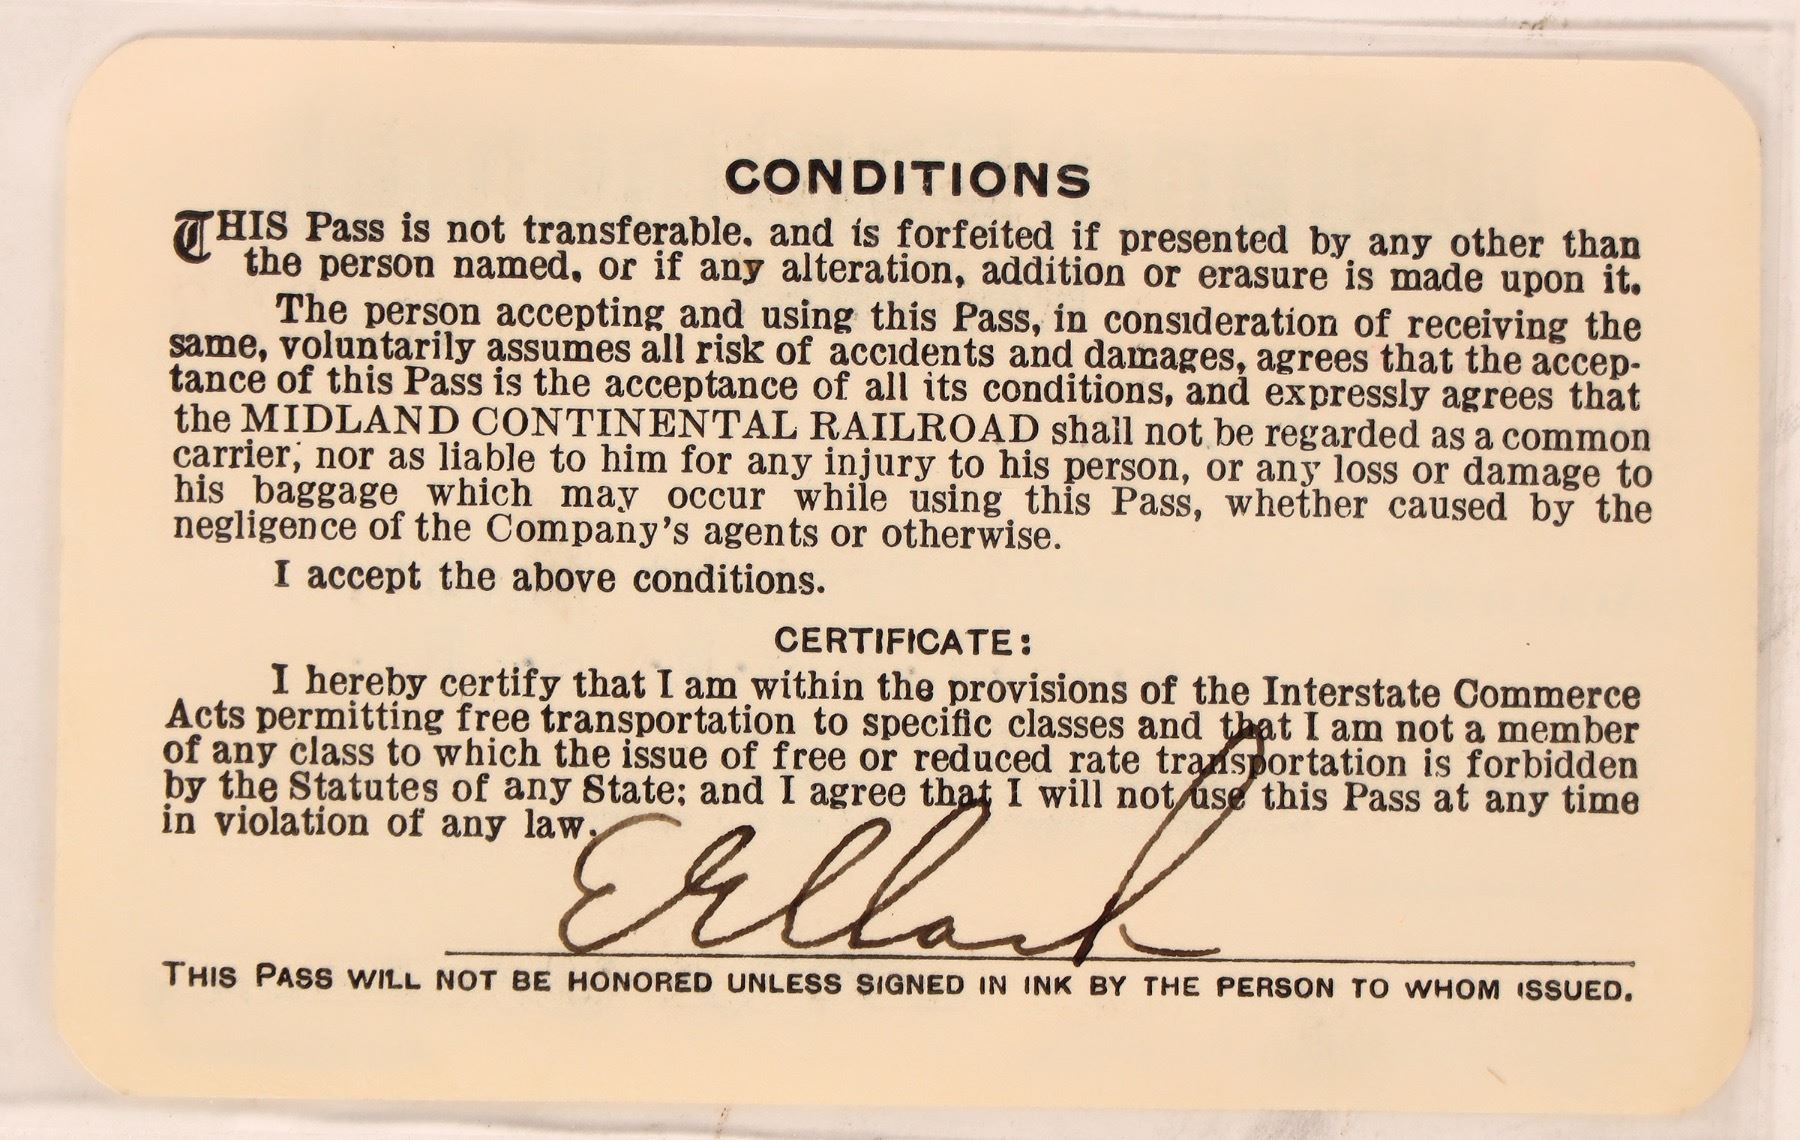 CONDITIONS
THIS Pass is not transferable. and is forfeited if presented by any other than
the person named, or if any alteration, addition or erasure is made upon it.
The person accepting and using this Pass, in consideration of receiving the
same, voluntarily assumes all risk of accidents and damages, agrees that the accep-
tance of this Pass is the acceptance of all its conditions, and expressly agrees that
the MIDLAND CONTINENTAL RAILROAD shall not be regarded as a common
carrier, nor as liable to him for any injury to his person, or any loss or damage to
his baggage which may occur while using this Pass, whether caused by the
negligence of the Company's agents or otherwise.
I accept the above conditions.
CERTIFICATE:
I hereby certify that I am within the provisions of the Interstate Commerce
Acts permitting free transportation to specific classes and that I am not a member
of any class to which the issue of free or reduced rate transportation is forbidden
by the Statutes of any State; and I agree that I will not use this Pass at any time
in violation of any law.
THIS PASS WILL NOT BE HONORED UNLESS SIGNED IN INK BY THE PERSON TO WHOM ISSUED.